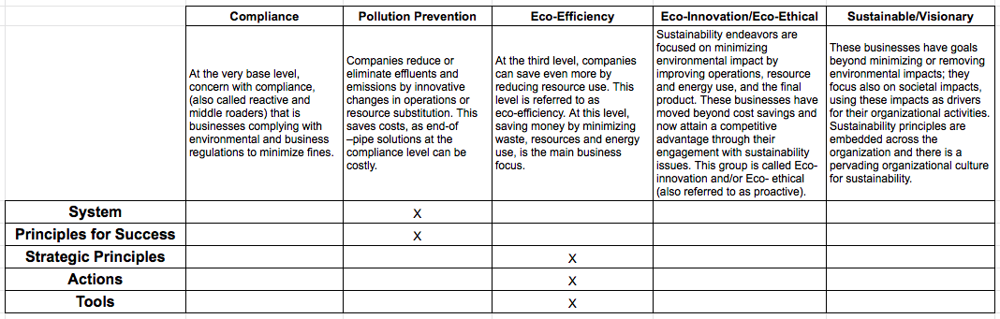 Compliance Pollution Prevention Eco-Efficiency Eco-Innovation/Eco-Ethical Sustainable/Visionary
At the very base level,
concern with compliance,
(also called reactive and
middle roaders) that is
businesses complying with
environmental and business
regulations to minimize fines.
Companies reduce or
eliminate effluents and
emissions by innovative
changes in operations or
resource substitution. This
saves costs, as end-of
–pipe solutions at the
compliance level can be
costly.
At the third level, companies
can save even more by
reducing resource use. This
level is referred to as
eco-efficiency. At this level,
saving money by minimizing
waste, resources and energy
use, is the main business
focus.
Sustainability endeavors are
focused on minimizing
environmental impact by
improving operations, resource
and energy use, and the final
product. These businesses have
moved beyond cost savings and
now attain a competitive
advantage through their
engagement with sustainability
issues. This group is called Eco-
innovation and/or Eco- ethical
(also referred to as proactive).
These businesses have goals
beyond minimizing or removing
environmental impacts; they
focus also on societal impacts,
using these impacts as drivers
for their organizational activities.
Sustainability principles are
embedded across the
organization and there is a
pervading organizational culture
for sustainability.
System X
Principles for Success X
Strategic Principles X
Actions X
Tools X